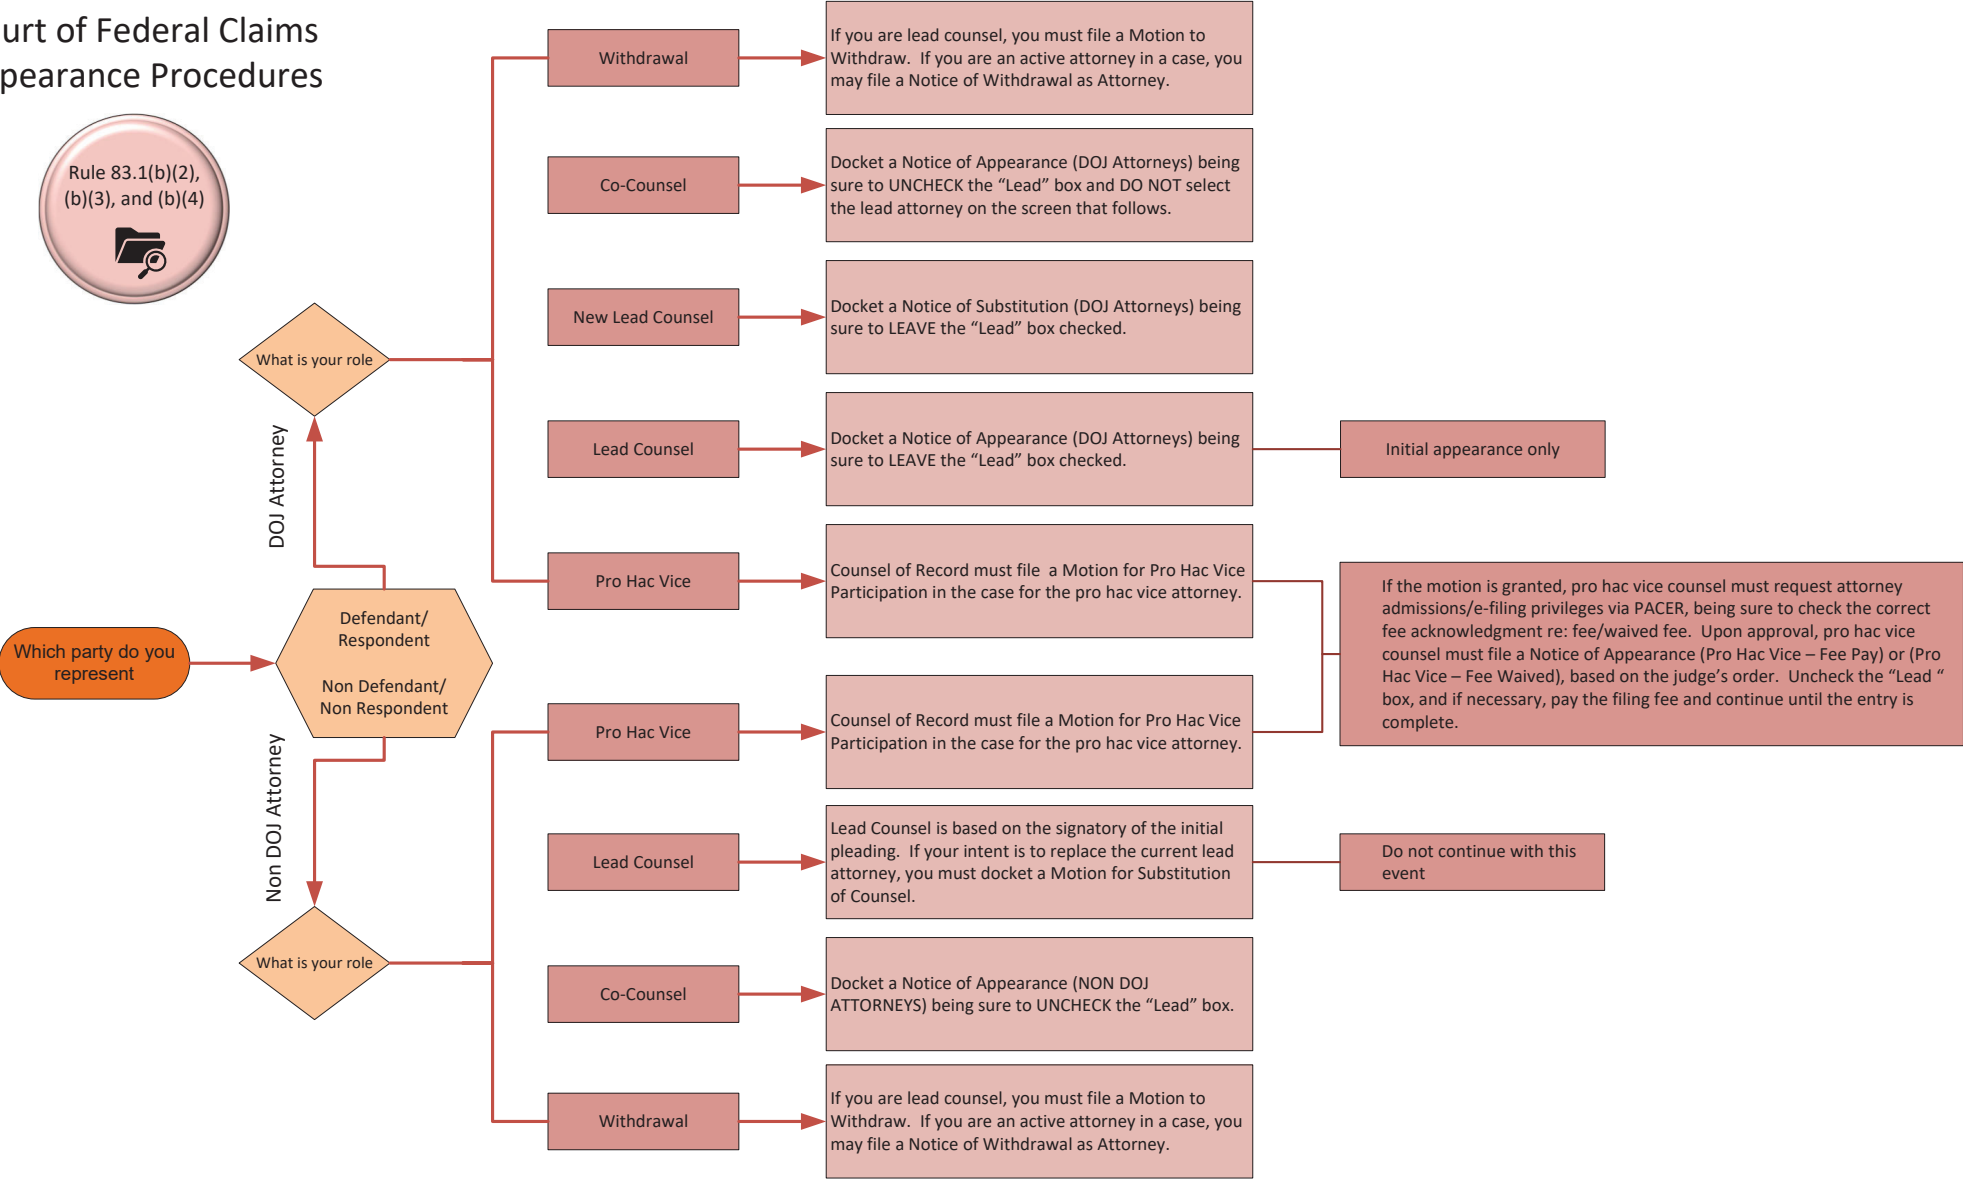 urt of Federal Claims
pearance Procedures
Rule 83.1(b)(2),
(b)(3), and (b)(4)
Which party do you
represent
Defendant/
Respondent
Non Defendant/
Non Respondent
DOJ Attorney
What is your role
Withdrawal
If you are lead counsel, you must file a Motion to
Withdraw.  If you are an active attorney in a case, you
may file a Notice of Withdrawal as Attorney.
Co-Counsel
Docket a Notice of Appearance (DOJ Attorneys) being
sure to UNCHECK the “Lead” box and DO NOT select
the lead attorney on the screen that follows.
New Lead Counsel
Docket a Notice of Substitution (DOJ Attorneys) being
sure to LEAVE the “Lead” box checked.
Lead Counsel
Docket a Notice of Appearance (DOJ Attorneys) being
sure to LEAVE the “Lead” box checked.
Initial appearance only
Pro Hac Vice
Counsel of Record must file  a Motion for Pro Hac Vice
Participation in the case for the pro hac vice attorney.
If the motion is granted, pro hac vice counsel must request attorney
admissions/e-filing privileges via PACER, being sure to check the correct
fee acknowledgment re: fee/waived fee.  Upon approval, pro hac vice
counsel must file a Notice of Appearance (Pro Hac Vice – Fee Pay) or (Pro
Hac Vice – Fee Waived), based on the judge’s order.  Uncheck the “Lead “
box, and if necessary, pay the filing fee and continue until the entry is
complete.
Non DOJ Attorney
What is your role
Pro Hac Vice
Counsel of Record must file a Motion for Pro Hac Vice
Participation in the case for the pro hac vice attorney.
Lead Counsel
Lead Counsel is based on the signatory of the initial
pleading.  If your intent is to replace the current lead
attorney, you must docket a Motion for Substitution
of Counsel.
Do not continue with this
event
Co-Counsel
Docket a Notice of Appearance (NON DOJ
ATTORNEYS) being sure to UNCHECK the “Lead” box.
Withdrawal
If you are lead counsel, you must file a Motion to
Withdraw.  If you are an active attorney in a case, you
may file a Notice of Withdrawal as Attorney.